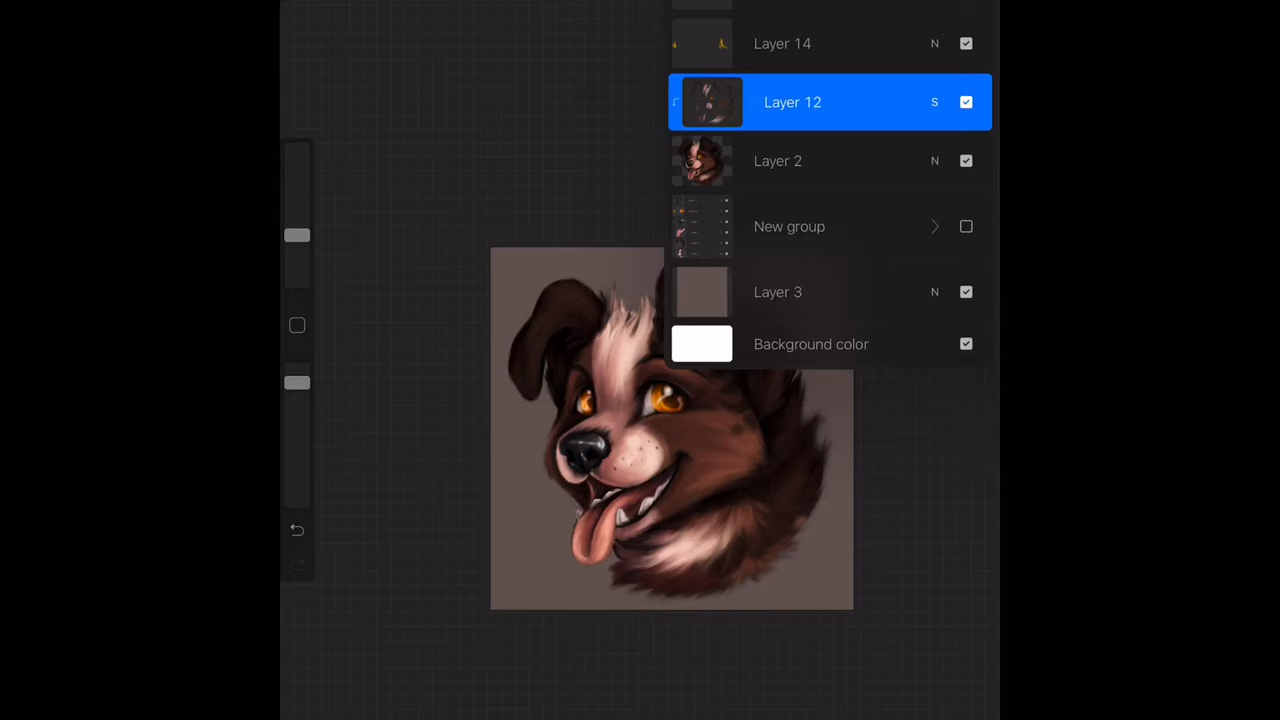 Layer 14 N
Layer 12 S
Layer 2 N
New group
Layer 3 N
Background color